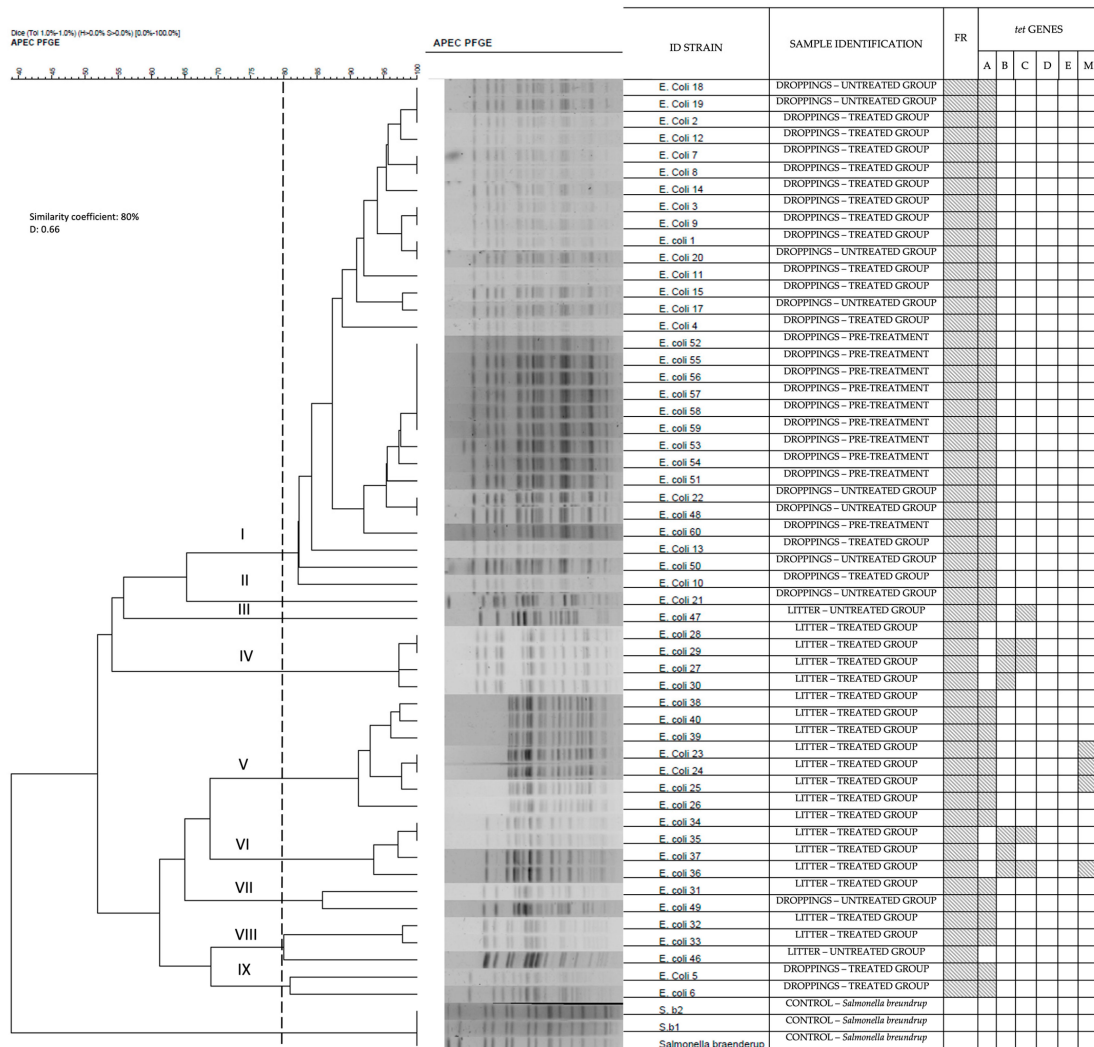 Dice (Tol 1.0%-1.0%) (H>0.0% S>0.0%) [0.0%-100.0%]
APEC PFGE
APEC PFGE
ID STRAIN SAMPLE IDENTIFICATION FR tet GENES
A B C D E M
40 45 50 55 60 65 70 75 80 85 90 95 100
Similarity coefficient: 80%
D: 0.66
E. Coli 18 DROPPINGS – UNTREATED GROUP
E. Coli 19 DROPPINGS – UNTREATED GROUP
E. Coli 2 DROPPINGS – TREATED GROUP
E. Coli 12 DROPPINGS – TREATED GROUP
E. Coli 7 DROPPINGS – TREATED GROUP
E. Coli 8 DROPPINGS – TREATED GROUP
E. Coli 14 DROPPINGS – TREATED GROUP
E. Coli 3 DROPPINGS – TREATED GROUP
E. Coli 9 DROPPINGS – TREATED GROUP
E. coli 1 DROPPINGS – TREATED GROUP
E. Coli 20 DROPPINGS – UNTREATED GROUP
E. Coli 11 DROPPINGS – TREATED GROUP
E. Coli 15 DROPPINGS – TREATED GROUP
E. Coli 17 DROPPINGS – UNTREATED GROUP
E. Coli 4 DROPPINGS – TREATED GROUP
E. coli 52 DROPPINGS – PRE-TREATMENT
E. coli 55 DROPPINGS – PRE-TREATMENT
E. coli 56 DROPPINGS – PRE-TREATMENT
E. coli 57 DROPPINGS – PRE-TREATMENT
E. coli 58 DROPPINGS – PRE-TREATMENT
E. coli 59 DROPPINGS – PRE-TREATMENT
E. coli 53 DROPPINGS – PRE-TREATMENT
E. coli 54 DROPPINGS – PRE-TREATMENT
E. coli 51 DROPPINGS – PRE-TREATMENT
E. Coli 22 DROPPINGS – UNTREATED GROUP
E. coli 48 DROPPINGS – UNTREATED GROUP
E. coli 60 DROPPINGS – PRE-TREATMENT
I
E. Coli 13 DROPPINGS – TREATED GROUP
E. coli 50 DROPPINGS – UNTREATED GROUP
II
E. Coli 10 DROPPINGS – TREATED GROUP
E. Coli 21 DROPPINGS – UNTREATED GROUP
III
E. coli 47 LITTER – UNTREATED GROUP
E. coli 28 LITTER – TREATED GROUP
E. coli 29 LITTER – TREATED GROUP
IV
E. coli 27 LITTER – TREATED GROUP
E. coli 30 LITTER – TREATED GROUP
E. coli 38 LITTER – TREATED GROUP
E. coli 40 LITTER – TREATED GROUP
E. coli 39 LITTER – TREATED GROUP
E. Coli 23 LITTER – TREATED GROUP
V
E. Coli 24 LITTER – TREATED GROUP
E. coli 25 LITTER – TREATED GROUP
E. coli 26 LITTER – TREATED GROUP
E. coli 34 LITTER – TREATED GROUP
E. coli 35 LITTER – TREATED GROUP
VI
E. coli 37 LITTER – TREATED GROUP
E. coli 36 LITTER – TREATED GROUP
VII
E. coli 31 LITTER – TREATED GROUP
E. coli 49 DROPPINGS – UNTREATED GROUP
E. coli 32 LITTER – TREATED GROUP
VIII
E. coli 33 LITTER – TREATED GROUP
E. coli 46 LITTER – UNTREATED GROUP
IX
E. Coli 5 DROPPINGS – TREATED GROUP
E. coli 6 DROPPINGS – TREATED GROUP
S. b2 CONTROL – Salmonella breundrup
S.b1 CONTROL – Salmonella breundrup
Salmonella braenderup CONTROL – Salmonella breundrup